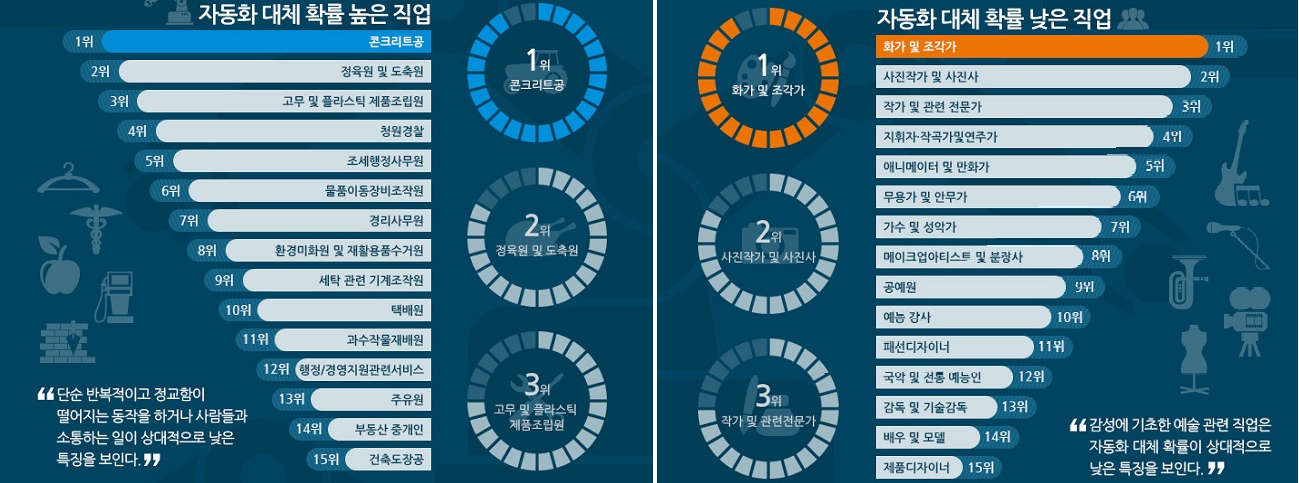 자동화 대체 확률 높은 직업
1위 콘크리트공
2위 정육원 및 도축원
3위 고무 및 플라스틱 제품조립원
4위 청원경찰
5위 조세행정사무원
6위 물품이동장비조작원
7위 경리사무원
8위 환경미화원 및 재활용품수거원
9위 세탁 관련 기계조작원
10위 택배원
11위 과수작물재배원
12위 행정/경영지원관련서비스
13위 주유원
14위 부동산 중개인
15위 건축도장공
❝ 단순 반복적이고 정교함이
떨어지는 동작을 하거나 사람들과
소통하는 일이 상대적으로 낮은
특징을 보인다. ❞
1위
콘크리트공
2위
정육원 및 도축원
3위
고무 및 플라스틱
제품조립원
자동화 대체 확률 낮은 직업
1위
화가 및 조각가
2위
사진작가 및 사진사
3위
작가 및 관련전문가
화가 및 조각가 1위
사진작가 및 사진사 2위
작가 및 관련 전문가 3위
지휘자·작곡가및연주가 4위
애니메이터 및 만화가 5위
무용가 및 안무가 6위
가수 및 성악가 7위
메이크업아티스트 및 분장사 8위
공예원 9위
예능 강사 10위
패션디자이너 11위
국악 및 전통 예능인 12위
감독 및 기술감독 13위
배우 및 모델 14위
제품디자이너 15위
❝ 감성에 기초한 예술 관련 직업은
자동화 대체 확률이 상대적으로
낮은 특징을 보인다. ❞